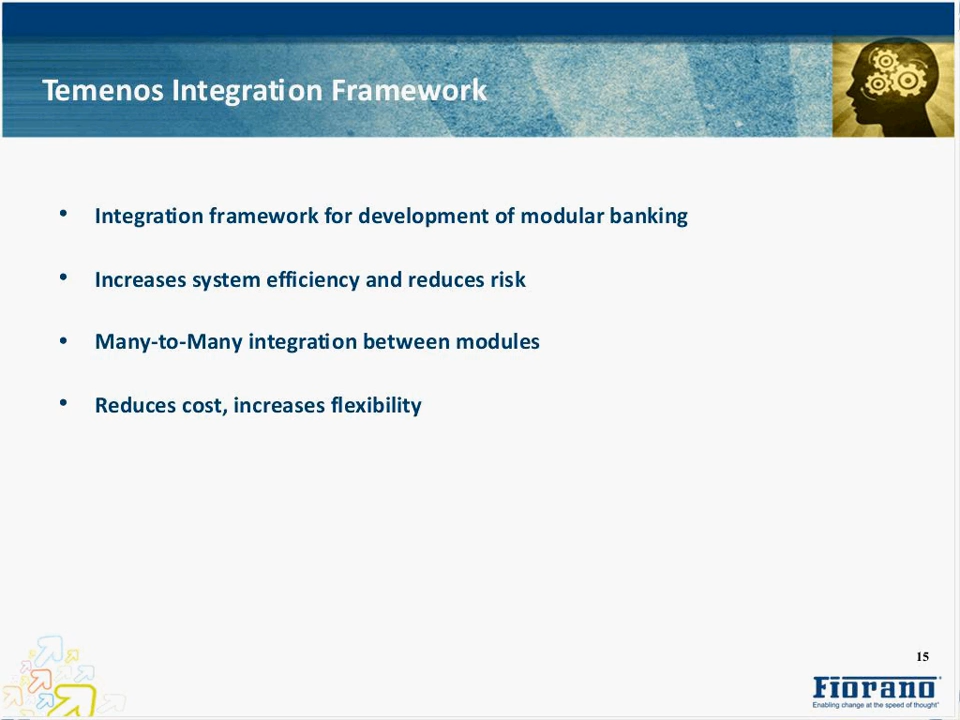 Temenos Integration Framework
• Integration framework for development of modular banking
• Increases system efficiency and reduces risk
• Many-to-Many integration between modules
• Reduces cost, increases flexibility
15
Fiorano
Enabling change at the speed of thought